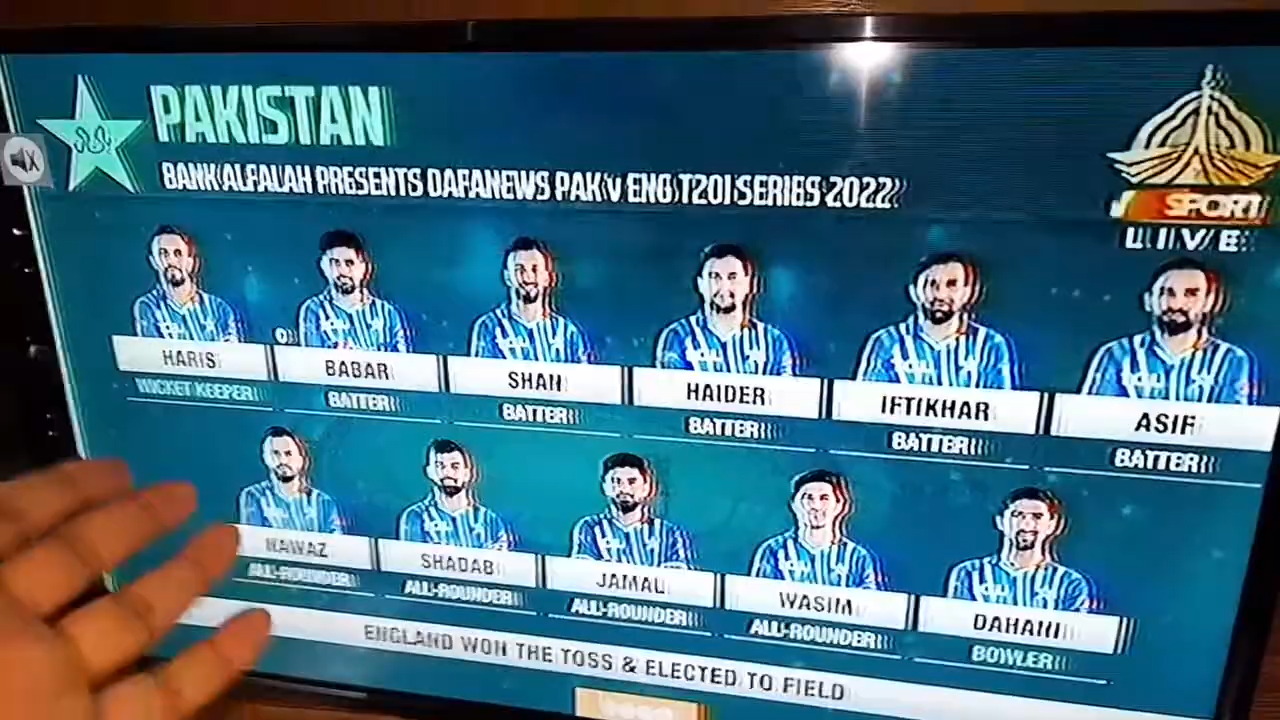 PAKISTAN
BANK ALFALAH PRESENTS DAFANEWS PAK V ENG T20I SERIES 2022
SPORT
LIVE
HARIS BABAR SHAN HAIDER IFTIKHAR ASIF
WICKET KEEPER BATTER BATTER BATTER BATTER BATTER
NAWAZ SHADAB JAMAL WASIM DAHANI
ALL-ROUNDER ALL-ROUNDER ALL-ROUNDER ALL-ROUNDER BOWLER
ENGLAND WON THE TOSS & ELECTED TO FIELD